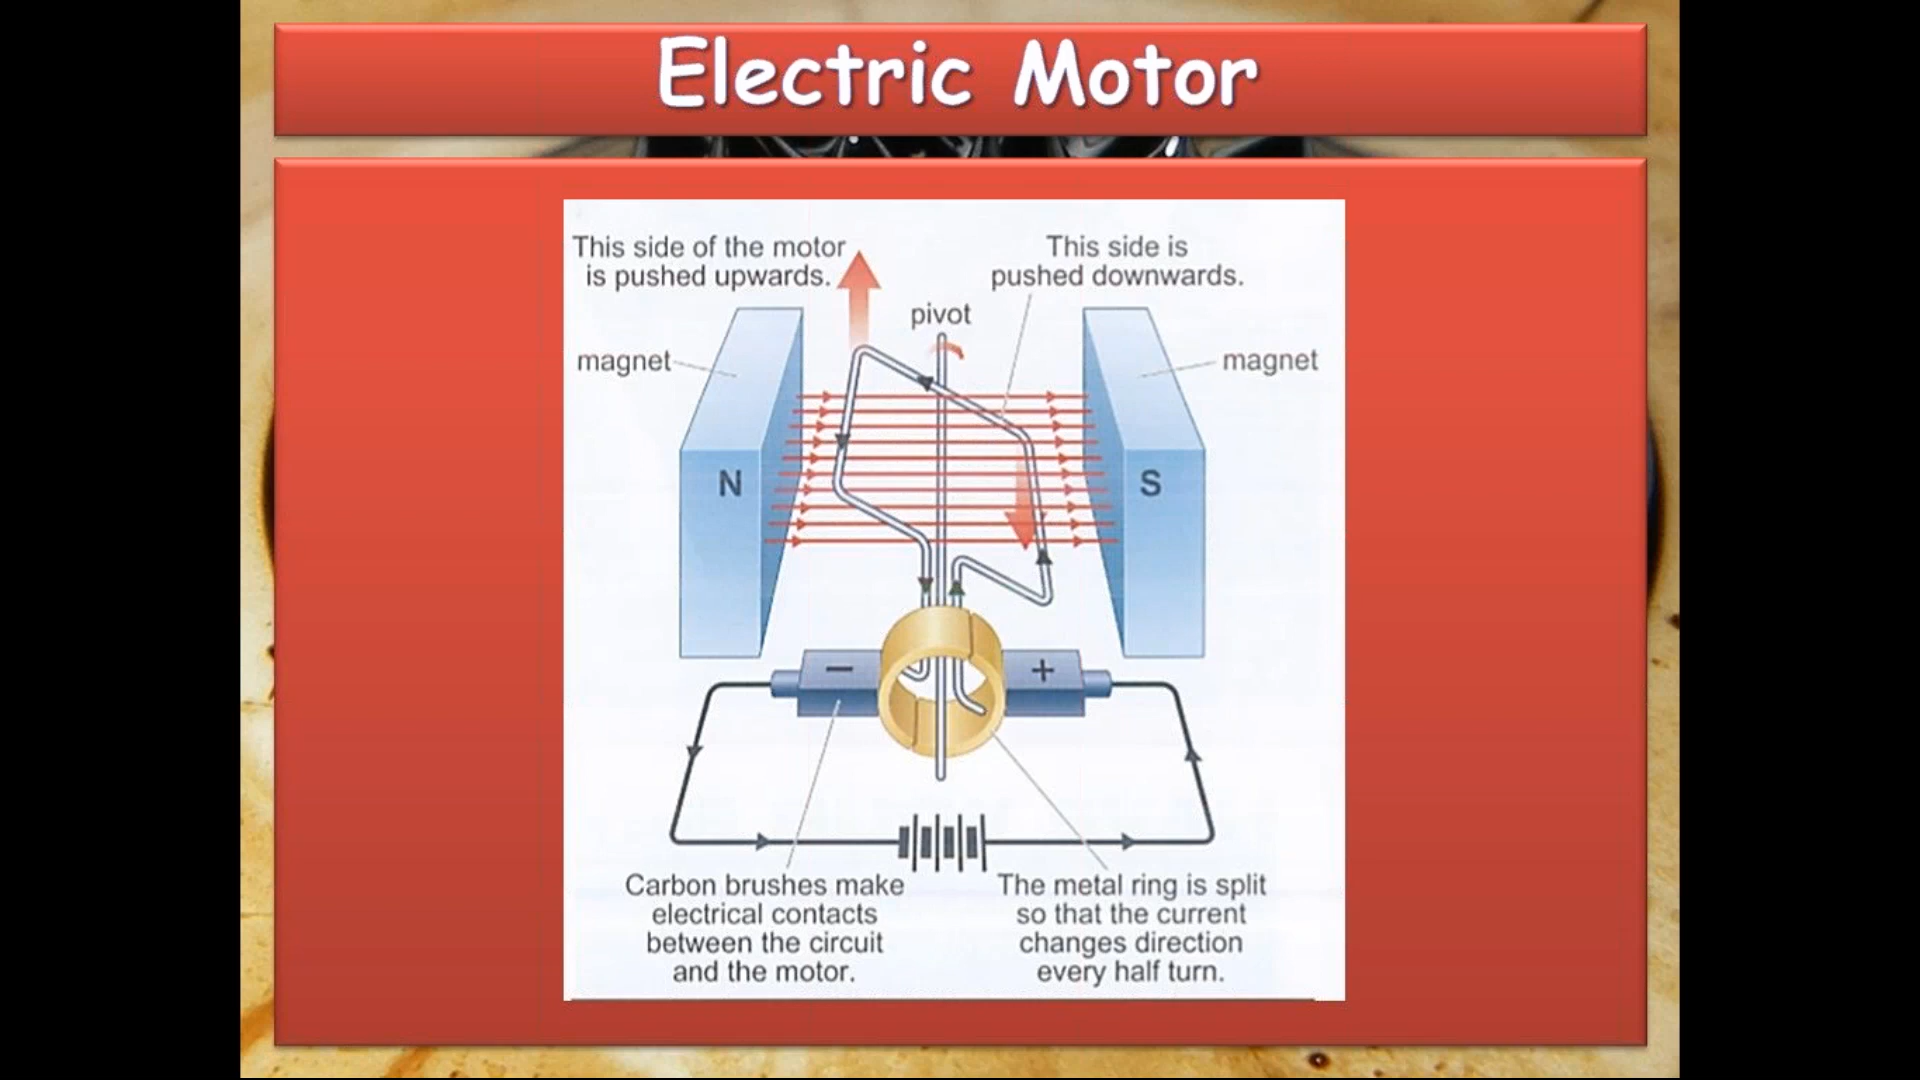 Electric Motor
This side of the motor
is pushed upwards.
This side is
pushed downwards.
pivot
magnet
magnet
N
S
−
+
Carbon brushes make
electrical contacts
between the circuit
and the motor.
The metal ring is split
so that the current
changes direction
every half turn.